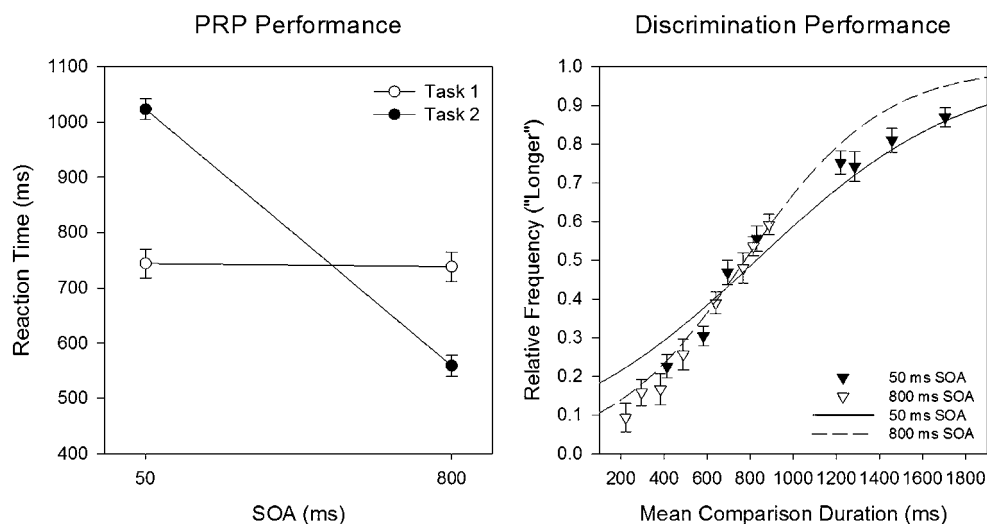 PRP Performance
Discrimination Performance
Reaction Time (ms)
1100
1000
900
800
700
600
500
400
Task 1
Task 2
50
800
SOA (ms)
Relative Frequency ("Longer")
1.0
0.9
0.8
0.7
0.6
0.5
0.4
0.3
0.2
0.1
0.0
50 ms SOA
800 ms SOA
50 ms SOA
800 ms SOA
200 400 600 800 1000 1200 1400 1600 1800
Mean Comparison Duration (ms)